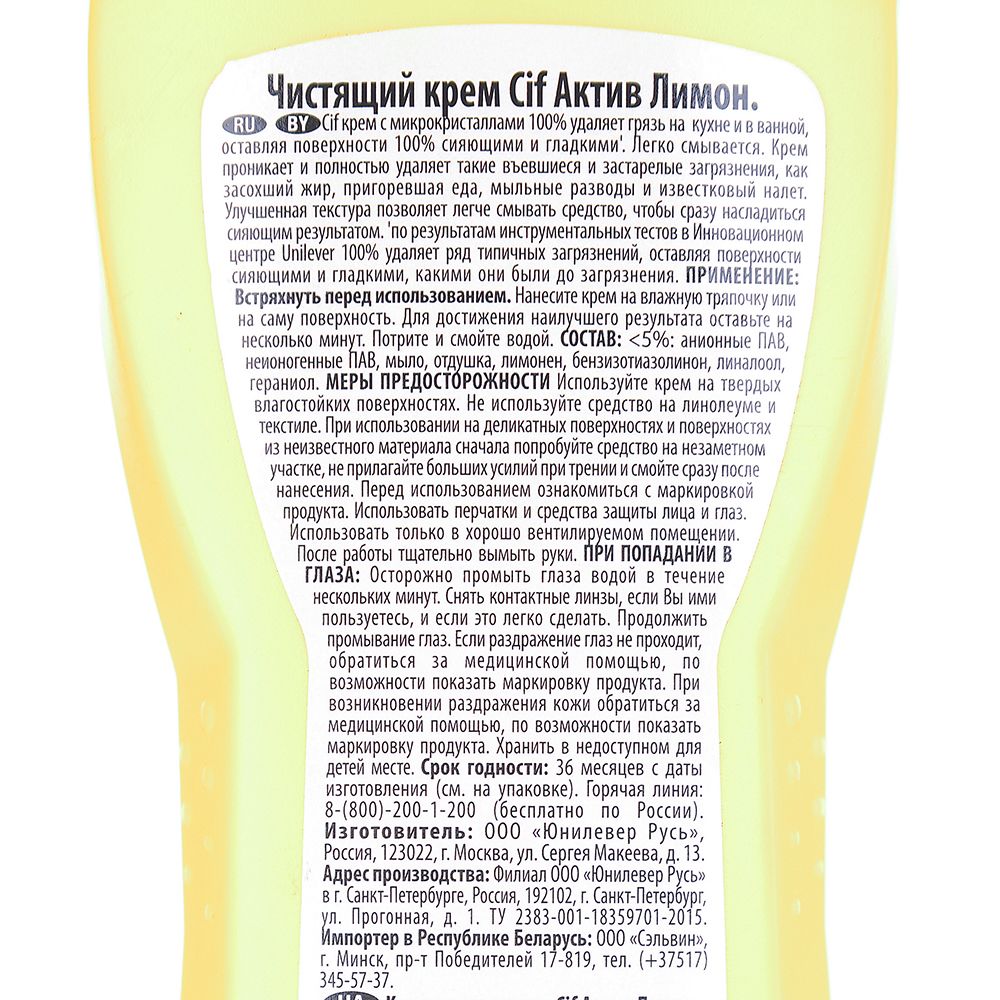 Чистящий крем Cif Актив Лимон.
RU BY Cif крем с микрокристаллами 100% удаляет грязь на кухне и в ванной,
оставляя поверхности 100% сияющими и гладкими'. Легко смывается. Крем
проникает и полностью удаляет такие въевшиеся и застарелые загрязнения, как
засохший жир, пригоревшая еда, мыльные разводы и известковый налет.
Улучшенная текстура позволяет легче смывать средство, чтобы сразу насладиться
сияющим результатом. 'по результатам инструментальных тестов в Инновационном
центре Unilever 100% удаляет ряд типичных загрязнений, оставляя поверхности
сияющими и гладкими, какими они были до загрязнения. ПРИМЕНЕНИЕ:
Встряхнуть перед использованием. Нанесите крем на влажную тряпочку или
на саму поверхность. Для достижения наилучшего результата оставьте на
несколько минут. Потрите и смойте водой. СОСТАВ: <5%: анионные ПАВ,
неионогенные ПАВ, мыло, отдушка, лимонен, бензизотиазолинон, линалоол,
гераниол. МЕРЫ ПРЕДОСТОРОЖНОСТИ Используйте крем на твердых
влагостойких поверхностях. Не используйте средство на линолеуме и
текстиле. При использовании на деликатных поверхностях и поверхностях
из неизвестного материала сначала попробуйте средство на незаметном
участке, не прилагайте больших усилий при трении и смойте сразу после
нанесения. Перед использованием ознакомиться с маркировкой
продукта. Использовать перчатки и средства защиты лица и глаз.
Использовать только в хорошо вентилируемом помещении.
После работы тщательно вымыть руки. ПРИ ПОПАДАНИИ В
ГЛАЗА: Осторожно промыть глаза водой в течение
нескольких минут. Снять контактные линзы, если Вы ими
пользуетесь, и если это легко сделать. Продолжить
промывание глаз. Если раздражение глаз не проходит,
обратиться за медицинской помощью, по
возможности показать маркировку продукта. При
возникновении раздражения кожи обратиться за
медицинской помощью, по возможности показать
маркировку продукта. Хранить в недоступном для
детей месте. Срок годности: 36 месяцев с даты
изготовления (см. на упаковке). Горячая линия:
8-(800)-200-1-200 (бесплатно по России).
Изготовитель: ООО «Юнилевер Русь»,
Россия, 123022, г. Москва, ул. Сергея Макеева, д. 13.
Адрес производства: Филиал ООО «Юнилевер Русь»
в г. Санкт-Петербурге, Россия, 192102, г. Санкт-Петербург,
ул. Прогонная, д. 1. ТУ 2383-001-18359701-2015.
Импортер в Республике Беларусь: ООО «Сэльвин»,
г. Минск, пр-т Победителей 17-819, тел. (+37517)
345-57-37.